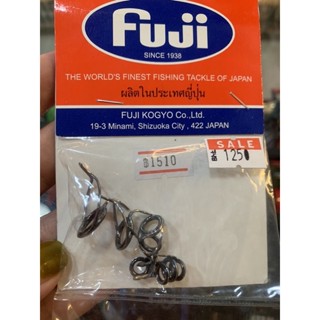 Fuji
SINCE 1938
THE WORLD'S FINEST FISHING TACKLE OF JAPAN
ผลิตในประเทศญี่ปุ่น
FUJI KOGYO Co., Ltd.
19-3 Minami, Shizuoka City , 422 JAPAN
฿1510
SALE
125